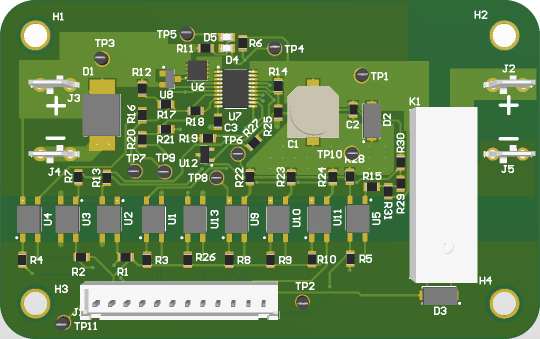 H1
H2
TP5
D5
R6
R11
D4
TP4
TP3
D1
R12
U8
U6
R14
TP1
K1
J2
+
J3
+
R16
R17
R18
U7
C3
R25
C2
D2
R20
R21
R19
TP6
R27
C1
R30
J4
TP7
TP9
U12
TP10
R28
J5
R13
TP8
R22
R23
R24
R15
R31
R29
U4
U3
U2
U1
U13
U9
U10
U11
U5
R4
R2
R1
R3
R26
R8
R9
R10
R5
H3
TP2
H4
TP11
D3